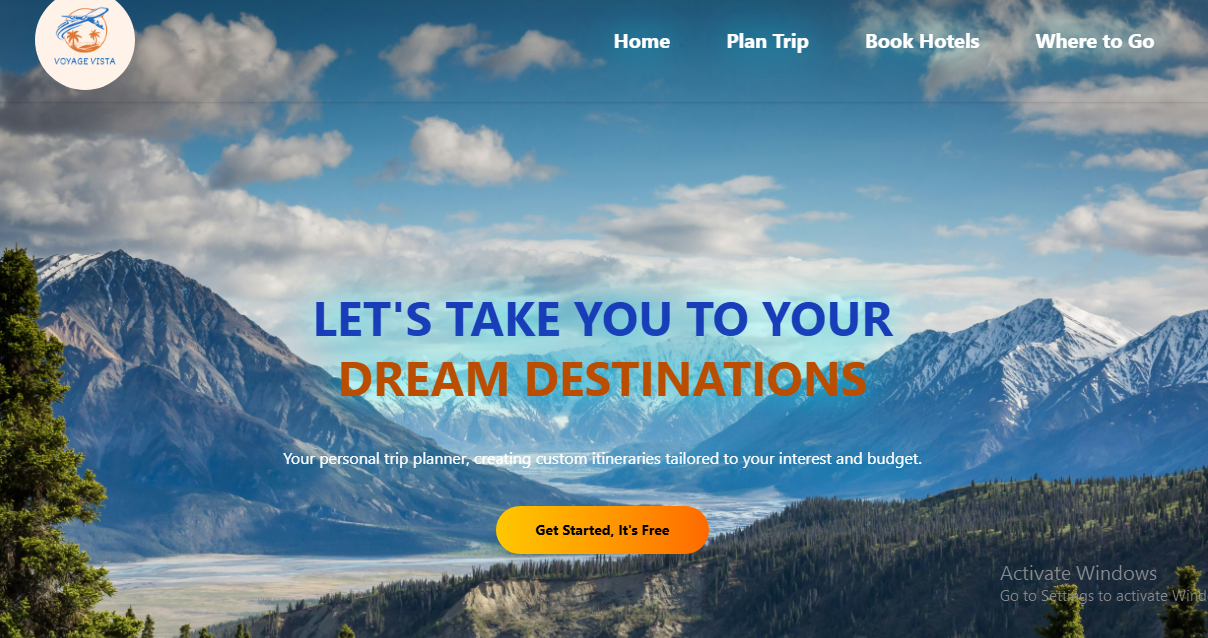 VOYAGE VISTA
Home
Plan Trip
Book Hotels
Where to Go
LET'S TAKE YOU TO YOUR
DREAM DESTINATIONS
Your personal trip planner, creating custom itineraries tailored to your interest and budget.
Get Started, It's Free
Activate Windows
Go to Settings to activate Wind